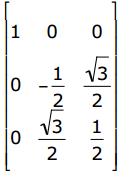 [1 0 0
0 -1/2 √3/2
0 √3/2 1/2]